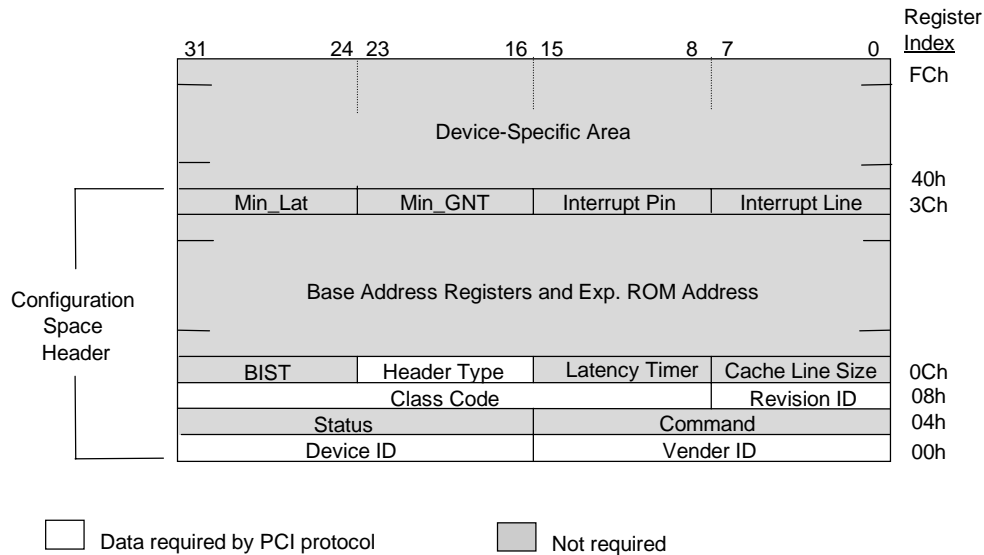 Register
Index
31 24 23 16 15 8 7 0
FCh
Device-Specific Area
40h
Min_Lat Min_GNT Interrupt Pin Interrupt Line 3Ch
Base Address Registers and Exp. ROM Address
Configuration
Space
Header
BIST Header Type Latency Timer Cache Line Size 0Ch
Class Code Revision ID 08h
Status Command 04h
Device ID Vender ID 00h
Data required by PCI protocol Not required